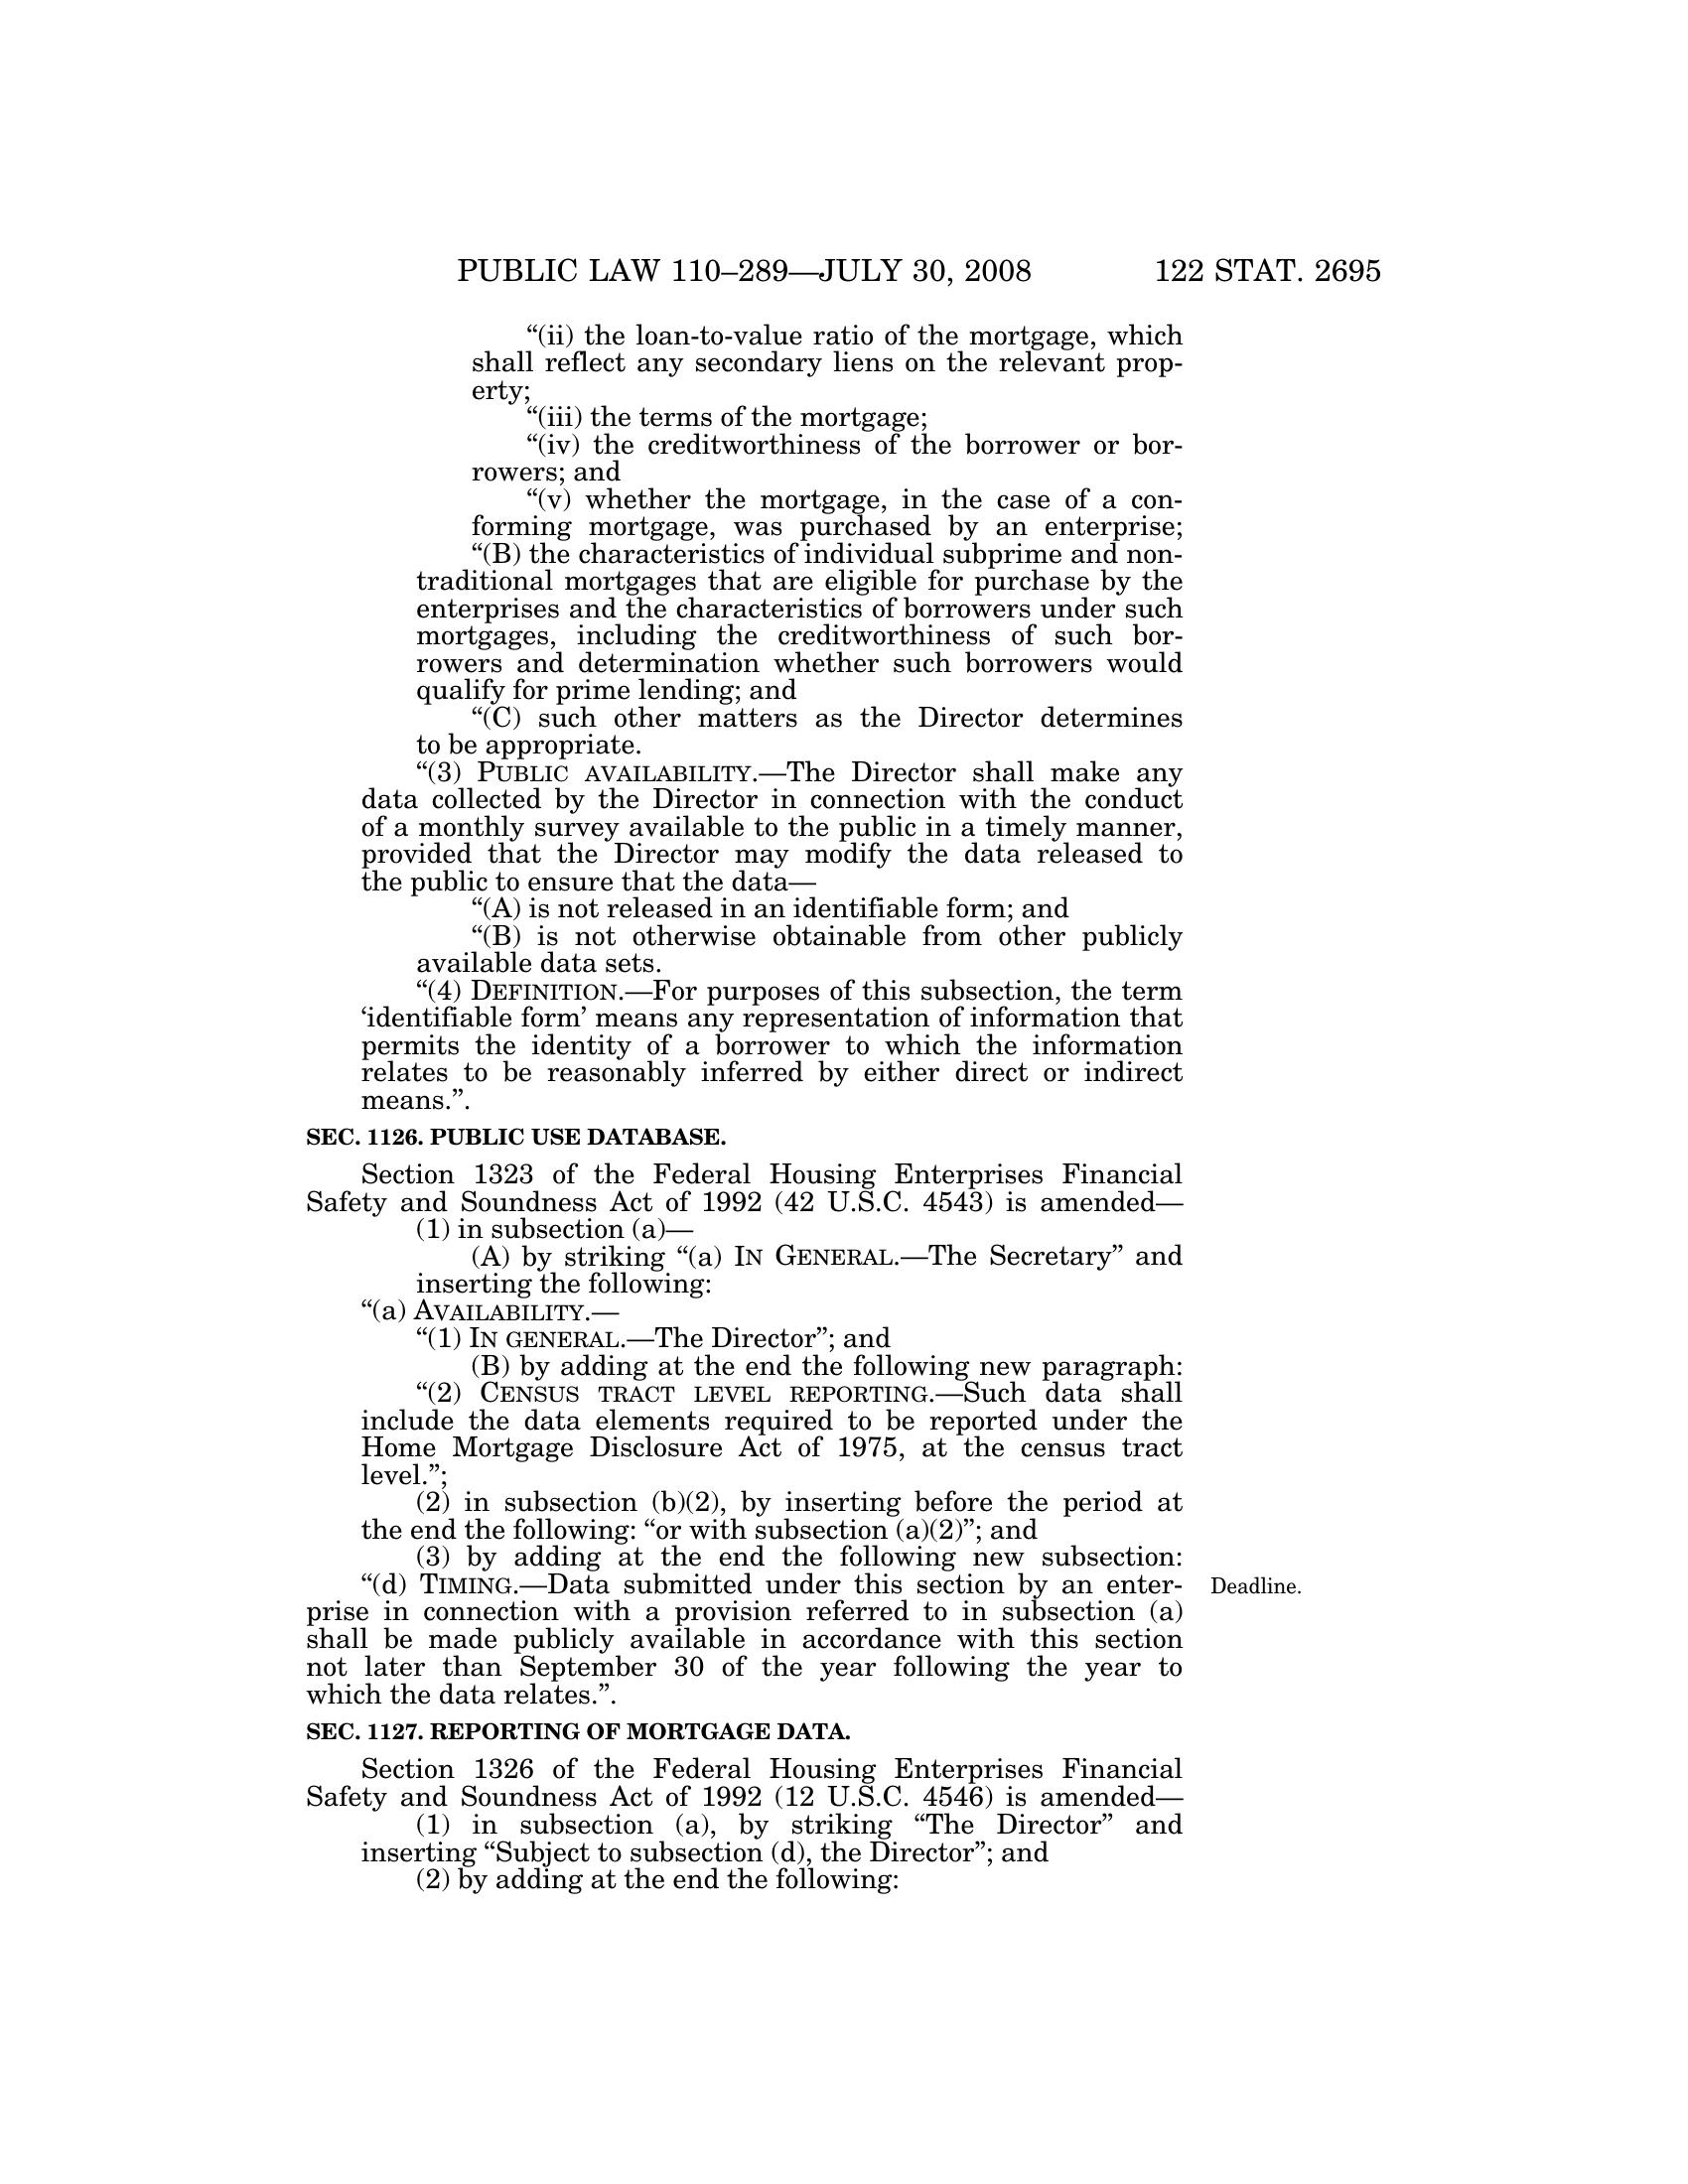 PUBLIC LAW 110–289—JULY 30, 2008 122 STAT. 2695
“(ii) the loan-to-value ratio of the mortgage, which
shall reflect any secondary liens on the relevant prop-
erty;
“(iii) the terms of the mortgage;
“(iv) the creditworthiness of the borrower or bor-
rowers; and
“(v) whether the mortgage, in the case of a con-
forming mortgage, was purchased by an enterprise;
“(B) the characteristics of individual subprime and non-
traditional mortgages that are eligible for purchase by the
enterprises and the characteristics of borrowers under such
mortgages, including the creditworthiness of such bor-
rowers and determination whether such borrowers would
qualify for prime lending; and
“(C) such other matters as the Director determines
to be appropriate.
“(3) PUBLIC AVAILABILITY.—The Director shall make any
data collected by the Director in connection with the conduct
of a monthly survey available to the public in a timely manner,
provided that the Director may modify the data released to
the public to ensure that the data—
“(A) is not released in an identifiable form; and
“(B) is not otherwise obtainable from other publicly
available data sets.
“(4) DEFINITION.—For purposes of this subsection, the term
‘identifiable form’ means any representation of information that
permits the identity of a borrower to which the information
relates to be reasonably inferred by either direct or indirect
means.”.
SEC. 1126. PUBLIC USE DATABASE.
Section 1323 of the Federal Housing Enterprises Financial
Safety and Soundness Act of 1992 (42 U.S.C. 4543) is amended—
(1) in subsection (a)—
(A) by striking “(a) IN GENERAL.—The Secretary” and
inserting the following:
“(a) AVAILABILITY.—
“(1) IN GENERAL.—The Director”; and
(B) by adding at the end the following new paragraph:
“(2) CENSUS TRACT LEVEL REPORTING.—Such data shall
include the data elements required to be reported under the
Home Mortgage Disclosure Act of 1975, at the census tract
level.”;
(2) in subsection (b)(2), by inserting before the period at
the end the following: “or with subsection (a)(2)”; and
(3) by adding at the end the following new subsection:
“(d) TIMING.—Data submitted under this section by an enter- Deadline.
prise in connection with a provision referred to in subsection (a)
shall be made publicly available in accordance with this section
not later than September 30 of the year following the year to
which the data relates.”.
SEC. 1127. REPORTING OF MORTGAGE DATA.
Section 1326 of the Federal Housing Enterprises Financial
Safety and Soundness Act of 1992 (12 U.S.C. 4546) is amended—
(1) in subsection (a), by striking “The Director” and
inserting “Subject to subsection (d), the Director”; and
(2) by adding at the end the following: